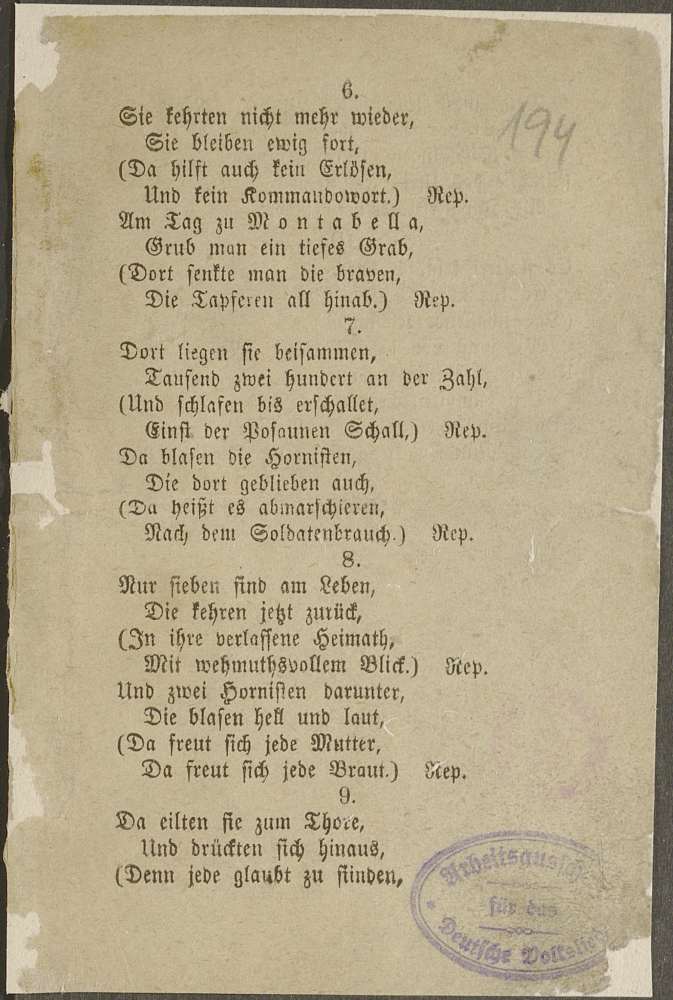 6.
194
Sie kehrten nicht mehr wieder,
Sie bleiben ewig fort,
(Da hilft auch kein Erlösen,
Und kein Kommandowort.) Rep.
Am Tag zu Montabella,
Grub man ein tiefes Grab,
(Dort senkte man die braven,
Die Tapferen all hinab.) Rep.
7.
Dort liegen sie beisammen,
Tausend zwei hundert an der Zahl,
(Und schlafen bis erschallet,
Einst der Posaunen Schall,) Rep.
Da blasen die Hornisten,
Die dort geblieben auch,
(Da heißt es abmarschieren,
Nach dem Soldatenbrauch.) Rep.
8.
Nur sieben sind am Leben,
Die kehren jetzt zurück,
(In ihre verlassene Heimath,
Mit wehmuthsvollem Blick.) Rep.
Und zwei Hornisten darunter,
Die blasen hell und laut,
(Da freut sich jede Mutter,
Da freut sich jede Braut.) Rep.
9.
Da eilten sie zum Thore,
Und drückten sich hinaus,
(Denn jede glaubt zu finden,
Arbeitsaussch
für das
Deutsche Volkslied